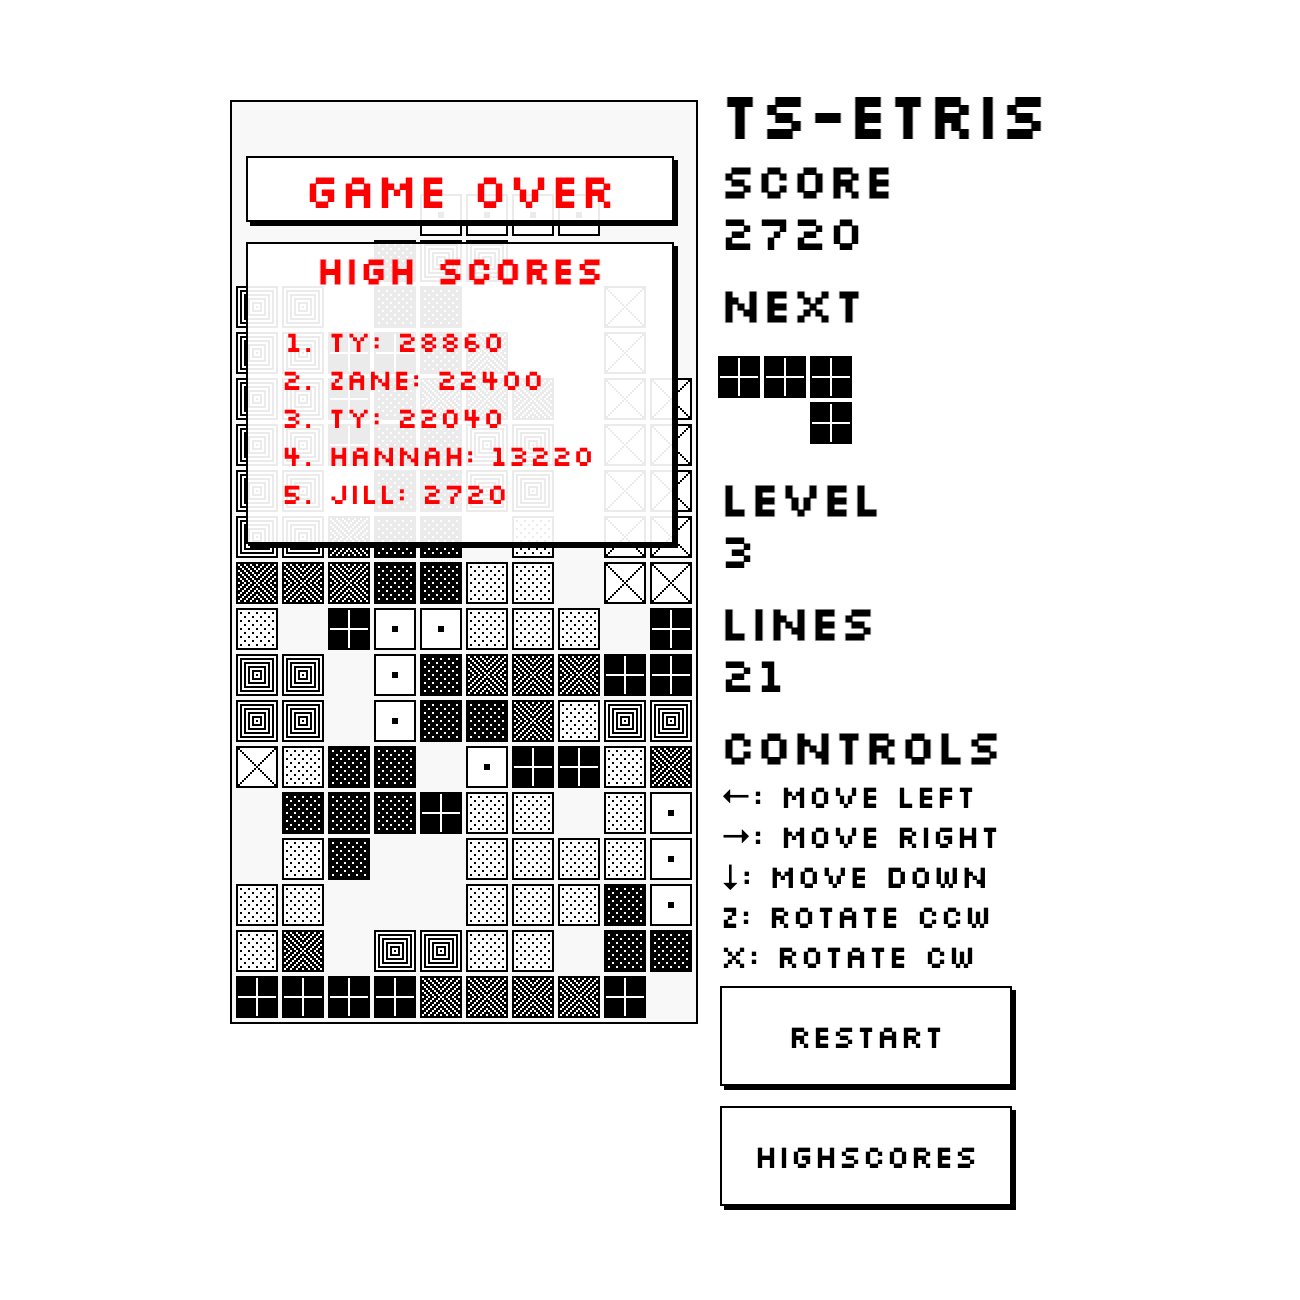 GAME OVER
HIGH SCORES
1. TY: 28860
2. ZANE: 22400
3. TY: 22040
4. HANNAH: 13220
5. JILL: 2720
TS-ETRIS
SCORE
2720
NEXT
LEVEL
3
LINES
21
CONTROLS
←: MOVE LEFT
→: MOVE RIGHT
↓: MOVE DOWN
Z: ROTATE CCW
X: ROTATE CW
RESTART
HIGHSCORES